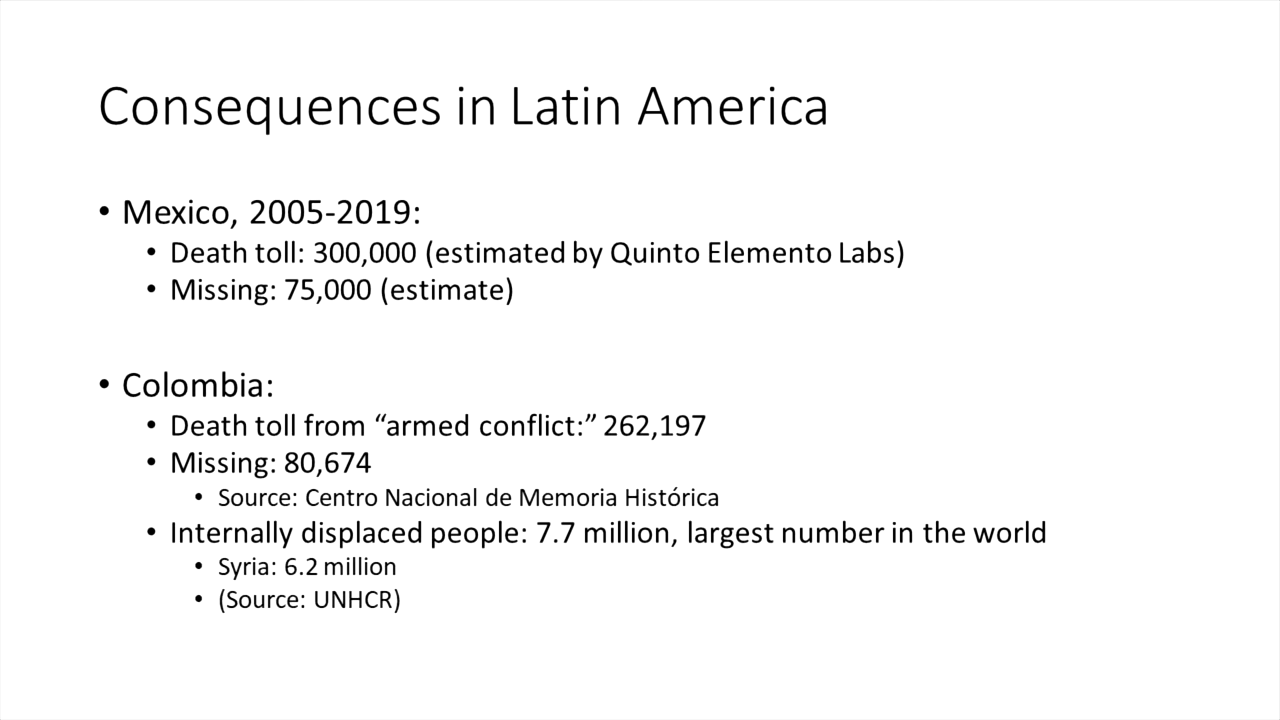 Consequences in Latin America
• Mexico, 2005-2019:
• Death toll: 300,000 (estimated by Quinto Elemento Labs)
• Missing: 75,000 (estimate)
• Colombia:
• Death toll from “armed conflict:” 262,197
• Missing: 80,674
• Source: Centro Nacional de Memoria Histórica
• Internally displaced people: 7.7 million, largest number in the world
• Syria: 6.2 million
• (Source: UNHCR)